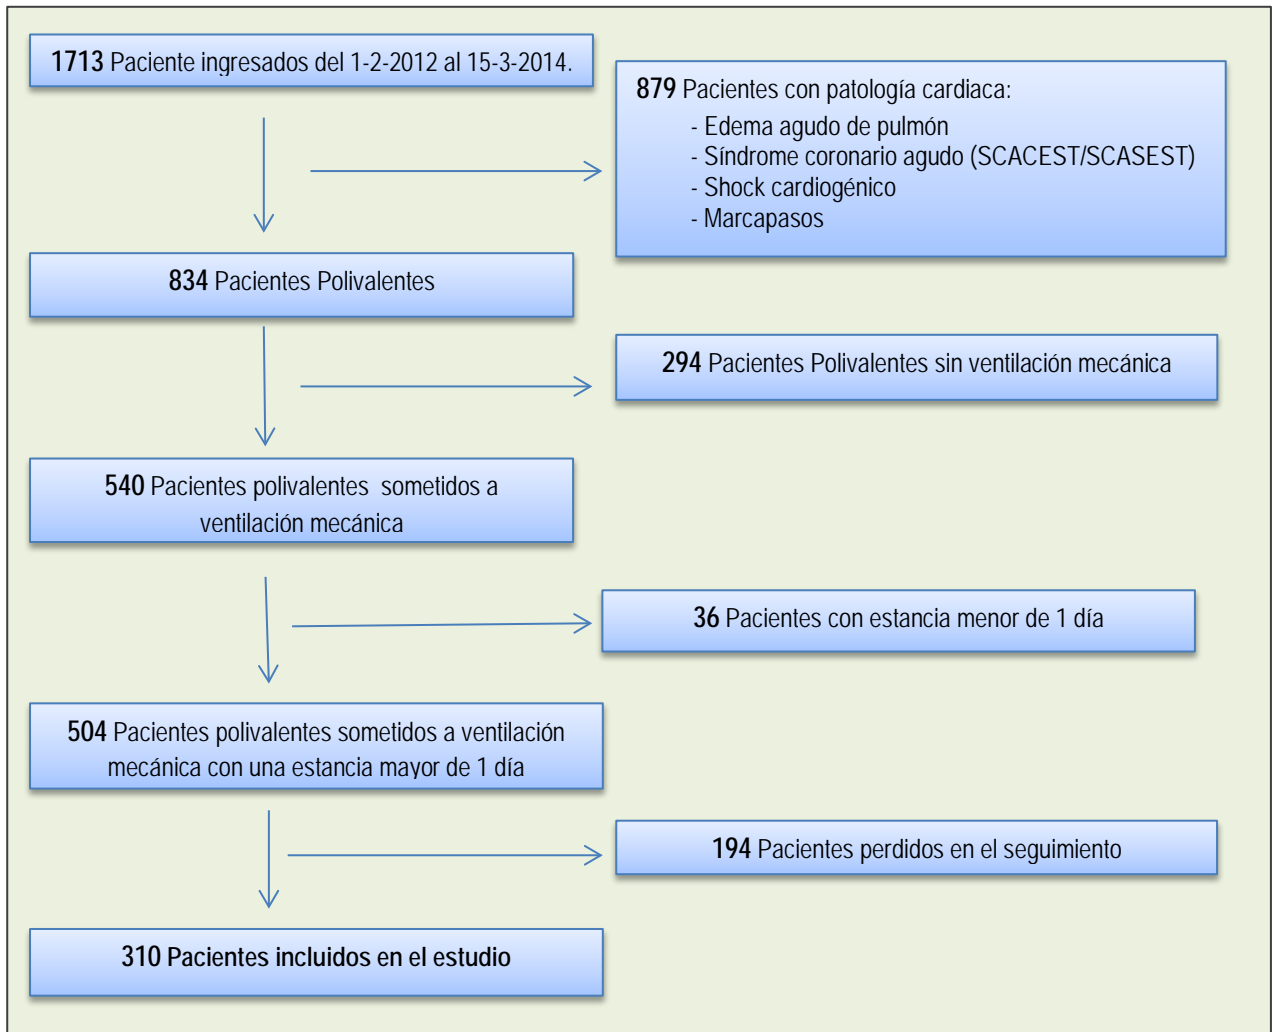 1713 Paciente ingresados del 1-2-2012 al 15-3-2014.
879 Pacientes con patología cardiaca:
- Edema agudo de pulmón
- Síndrome coronario agudo (SCACEST/SCASEST)
- Shock cardiogénico
- Marcapasos
834 Pacientes Polivalentes
294 Pacientes Polivalentes sin ventilación mecánica
540 Pacientes polivalentes sometidos a
ventilación mecánica
36 Pacientes con estancia menor de 1 día
504 Pacientes polivalentes sometidos a ventilación
mecánica con una estancia mayor de 1 día
194 Pacientes perdidos en el seguimiento
310 Pacientes incluidos en el estudio